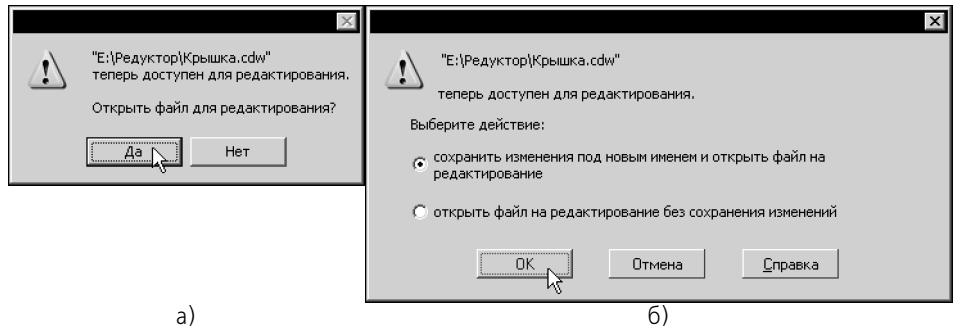 "E:\Редуктор\Крышка.cdw"
теперь доступен для редактирования.
Открыть файл для редактирования?
Да
Нет
а)
"E:\Редуктор\Крышка.cdw"
теперь доступен для редактирования.
Выберите действие:
сохранить изменения под новым именем и открыть файл на
редактирование
открыть файл на редактирование без сохранения изменений
OK
Отмена
Справка
б)